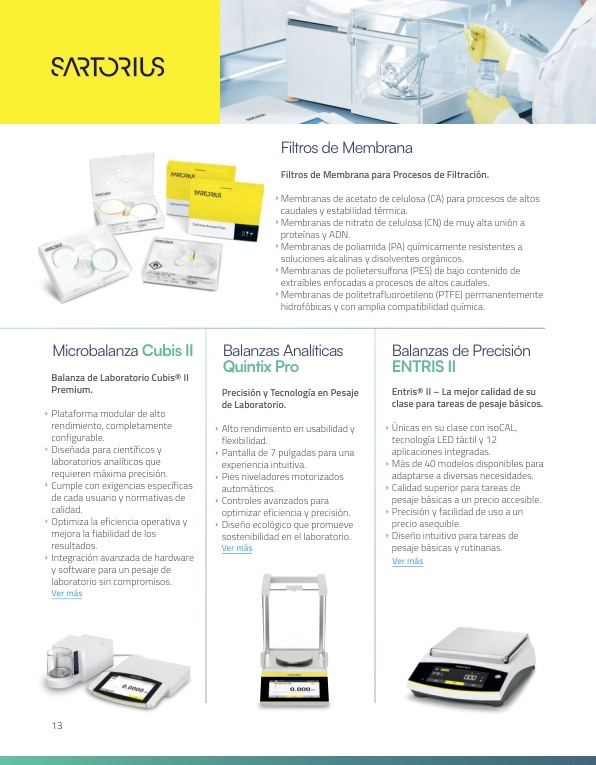 SARTORIUS
Filtros de Membrana
Filtros de Membrana para Procesos de Filtración.
Membranas de acetato de celulosa (CA) para procesos de altos
caudales y estabilidad térmica.
Membranas de nitrato de celulosa (CN) de muy alta unión a
proteínas y ADN.
Membranas de poliamida (PA) químicamente resistentes a
soluciones alcalinas y disolventes orgánicos.
Membranas de polietersulfona (PES) de bajo contenido de
extraíbles enfocadas a procesos de altos caudales.
Membranas de politetrafluoroetileno (PTFE) permanentemente
hidrofóbicas y con amplia compatibilidad química.
Microbalanza Cubis II
Balanza de Laboratorio Cubis® II
Premium.
Plataforma modular de alto
rendimiento, completamente
configurable.
Diseñada para científicos y
laboratorios analíticos que
requieren máxima precisión.
Cumple con exigencias específicas
de cada usuario y normativas de
calidad.
Optimiza la eficiencia operativa y
mejora la fiabilidad de los
resultados.
Integración avanzada de hardware
y software para un pesaje de
laboratorio sin compromisos.
Ver más
Balanzas Analíticas
Quintix Pro
Precisión y Tecnología en Pesaje
de Laboratorio.
Alto rendimiento en usabilidad y
flexibilidad.
Pantalla de 7 pulgadas para una
experiencia intuitiva.
Pies niveladores motorizados
automáticos.
Controles avanzados para
optimizar eficiencia y precisión.
Diseño ecológico que promueve
sostenibilidad en el laboratorio.
Ver más
Balanzas de Precisión
ENTRIS II
Entris® II – La mejor calidad de su
clase para tareas de pesaje básicos.
Únicas en su clase con isoCAL,
tecnología LED táctil y 12
aplicaciones integradas.
Más de 40 modelos disponibles para
adaptarse a diversas necesidades.
Calidad superior para tareas de
pesaje básicas a un precio accesible.
Precisión y facilidad de uso a un
precio asequible.
Diseño intuitivo para tareas de
pesaje básicas y rutinarias.
Ver más
SARTORIUS
SARTORIUS
0.0000
0.000
0.00
13